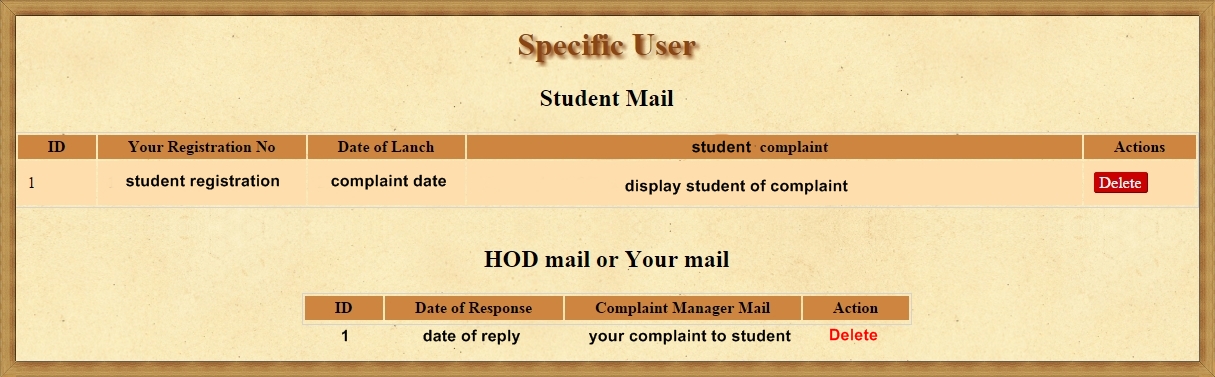 Specific User
Student Mail
ID Your Registration No Date of Lanch student complaint Actions
1 student registration complaint date display student of complaint Delete
HOD mail or Your mail
ID Date of Response Complaint Manager Mail Action
1 date of reply your complaint to student Delete